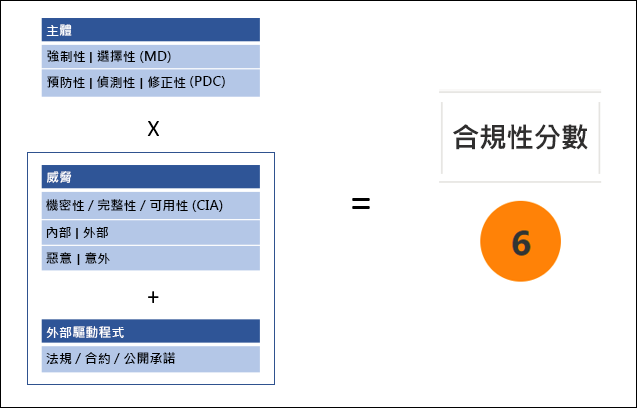 主體
強制性 | 選擇性 (MD)
預防性 | 偵測性 | 修正性 (PDC)
X
威脅
機密性 / 完整性 / 可用性 (CIA)
內部 | 外部
惡意 | 意外
+
外部驅動程式
法規 / 合約 / 公開承諾
=
合規性分數
6